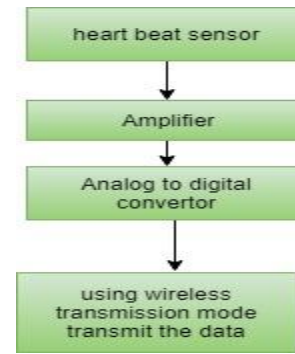 heart beat sensor
Amplifier
Analog to digital
convertor
using wireless
transmission mode
transmit the data